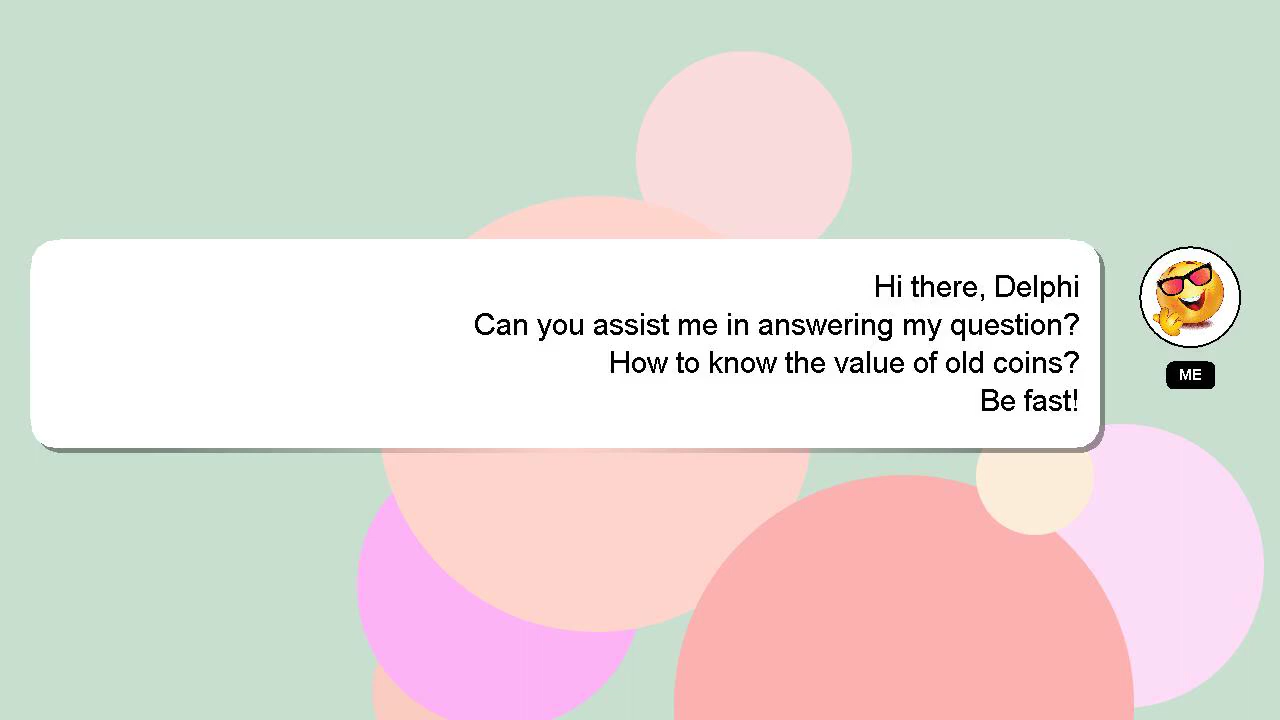 Hi there, Delphi
Can you assist me in answering my question?
How to know the value of old coins?
Be fast!
ME